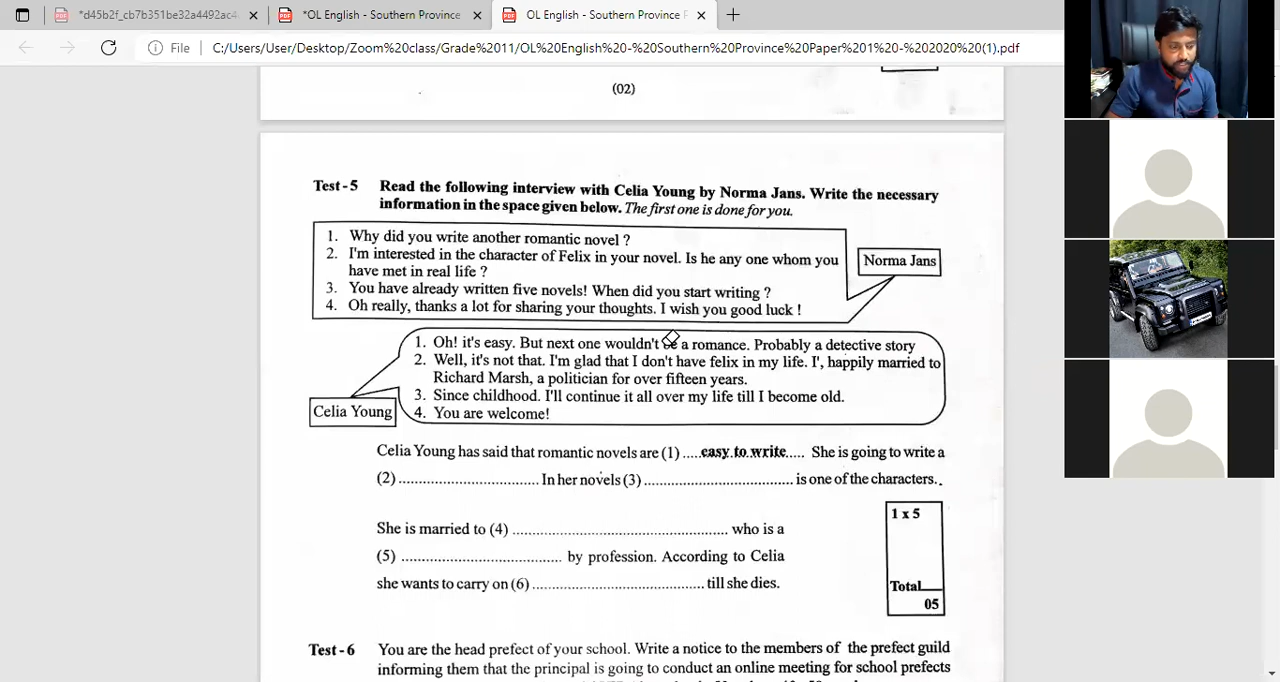 *d45b2f_cb7b351be32a4492ac4
*OL English - Southern Province
OL English - Southern Province P
File
C:/Users/User/Desktop/Zoom%20class/Grade%2011/OL%20English%20-%20Southern%20Province%20Paper%201%20-%202020%20(1).pdf
(02)
Test-5 Read the following interview with Celia Young by Norma Jans. Write the necessary
information in the space given below. The first one is done for you.
1. Why did you write another romantic novel ?
2. I'm interested in the character of Felix in your novel. Is he any one whom you
have met in real life ?
3. You have already written five novels! When did you start writing ?
4. Oh really, thanks a lot for sharing your thoughts. I wish you good luck !
Norma Jans
1. Oh! it's easy. But next one wouldn't be a romance. Probably a detective story
2. Well, it's not that. I'm glad that I don't have felix in my life. I', happily married to
Richard Marsh, a politician for over fifteen years.
3. Since childhood. I'll continue it all over my life till I become old.
4. You are welcome!
Celia Young
Celia Young has said that romantic novels are (1) .....easy to write..... She is going to write a
(2) ................................... In her novels (3) ...................................... is one of the characters..
She is married to (4) ...................................................... who is a
(5) ........................................ by profession. According to Celia
she wants to carry on (6) ........................................... till she dies.
1 x 5
Total
05
Test-6 You are the head prefect of your school. Write a notice to the members of the prefect guild
informing them that the principal is going to conduct an online meeting for school prefects